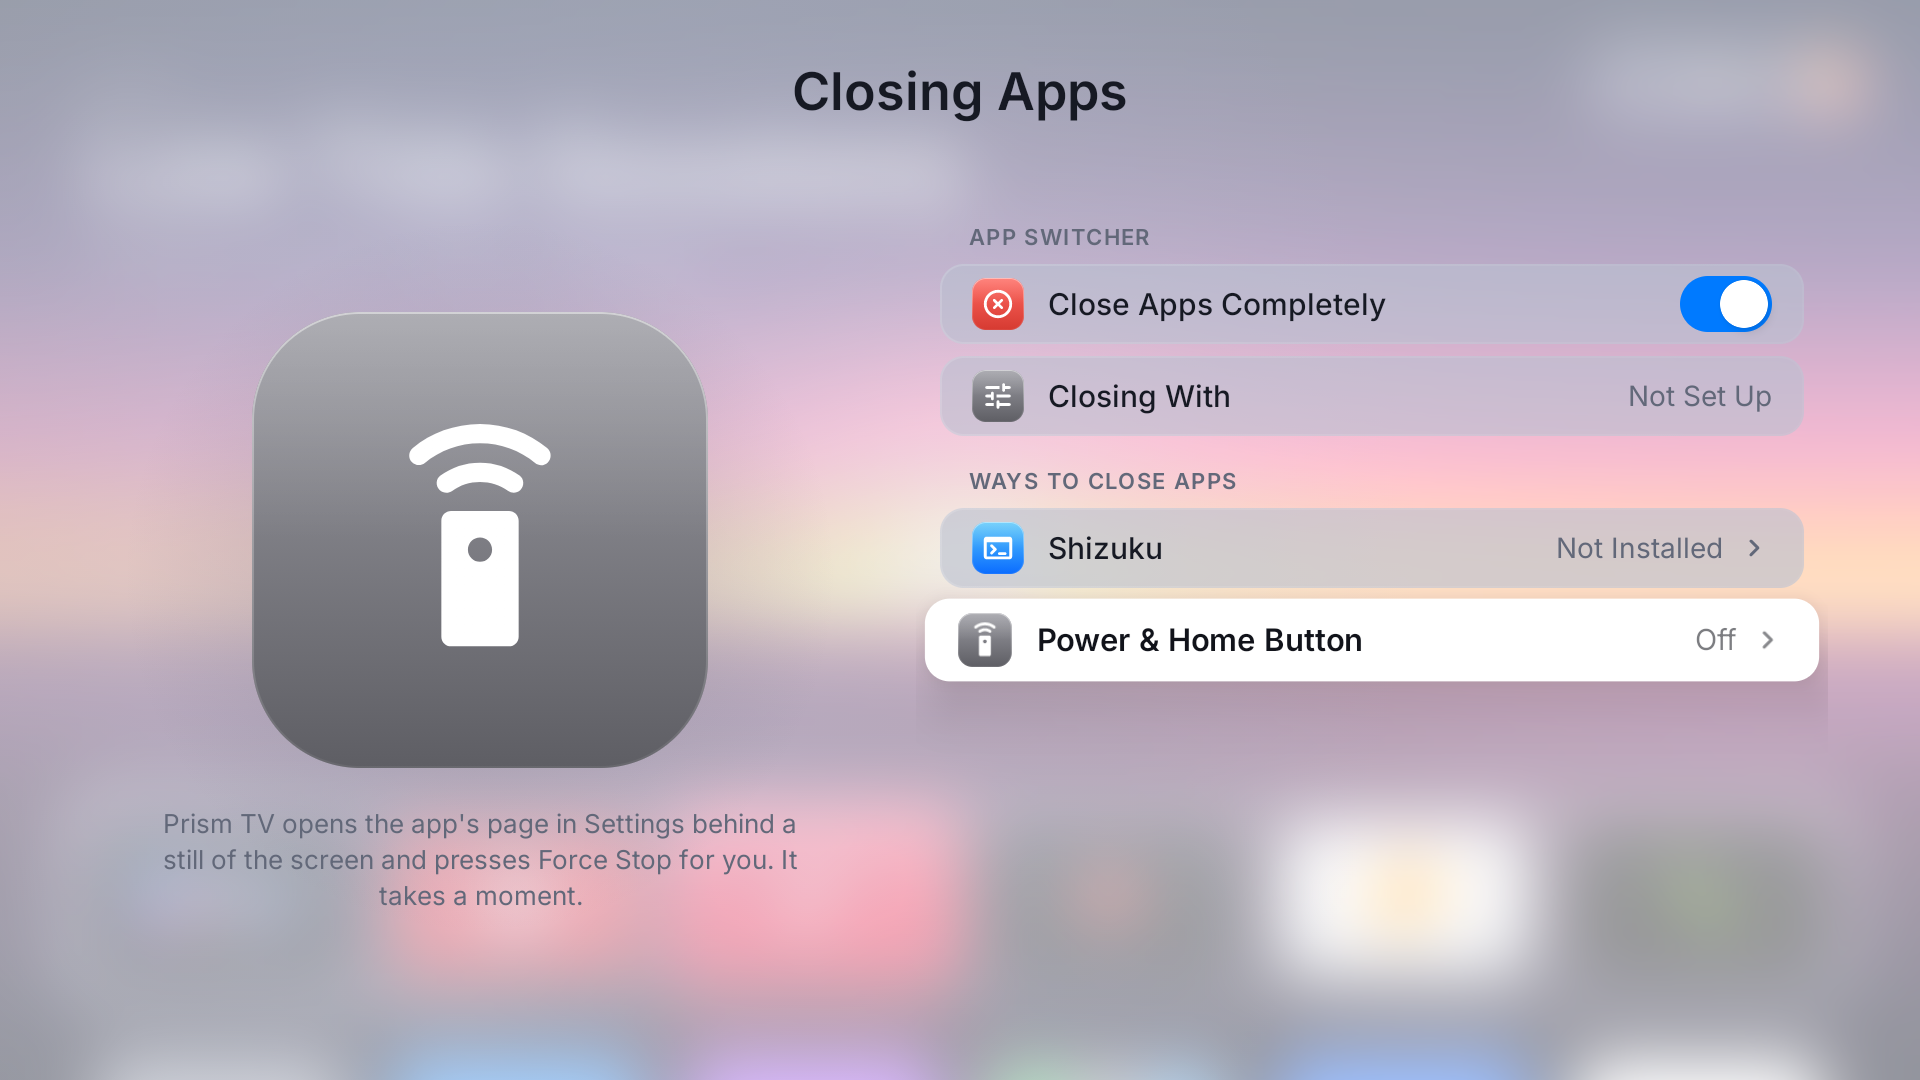 Closing Apps
APP SWITCHER
Close Apps Completely
Closing With
Not Set Up
WAYS TO CLOSE APPS
Shizuku
Not Installed
Power & Home Button
Off
Prism TV opens the app's page in Settings behind a
still of the screen and presses Force Stop for you. It
takes a moment.